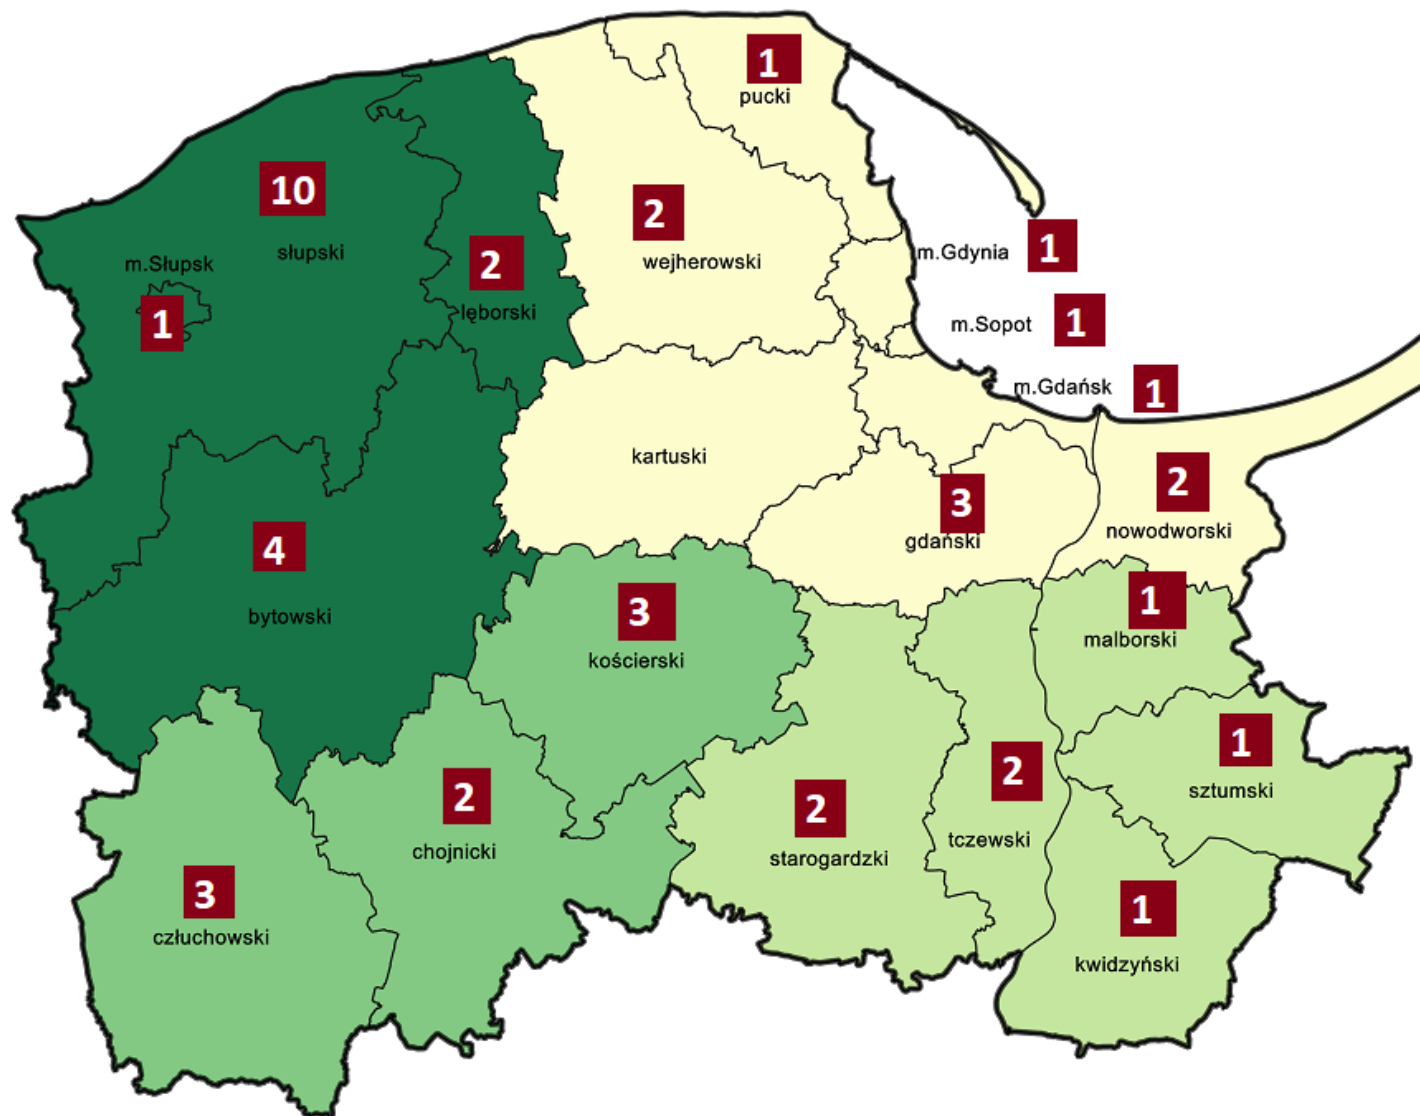 1
pucki
10
słupski
2
wejherowski
m.Słupsk
1
2
lęborski
m.Gdynia 1
m.Sopot 1
m.Gdańsk 1
kartuski
3
gdański
2
nowodworski
4
bytowski
3
kościerski
1
malborski
2
chojnicki
2
starogardzki
2
tczewski
1
sztumski
3
człuchowski
1
kwidzyński